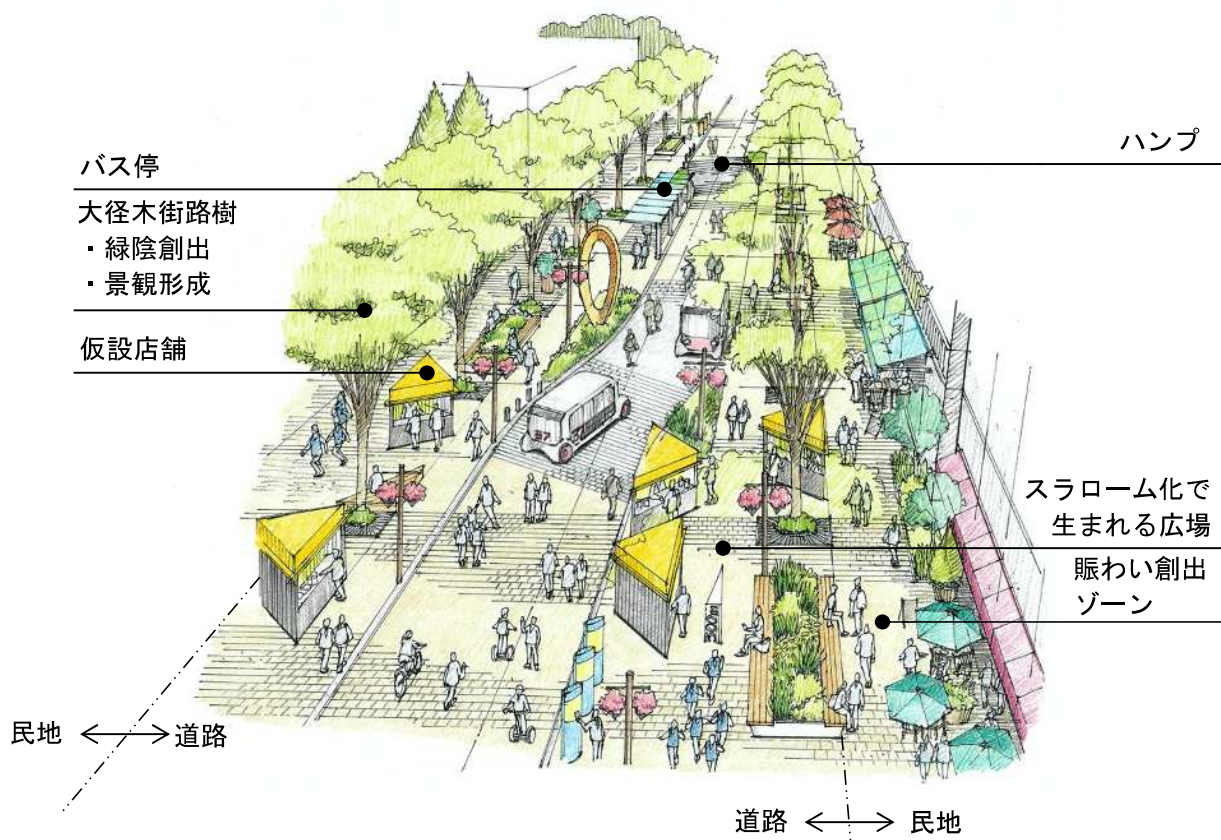 ハンプ
バス停
大径木街路樹
・緑陰創出
・景観形成
仮設店舗
スラローム化で
生まれる広場
賑わい創出
ゾーン
300m
民地
道路
道路
民地